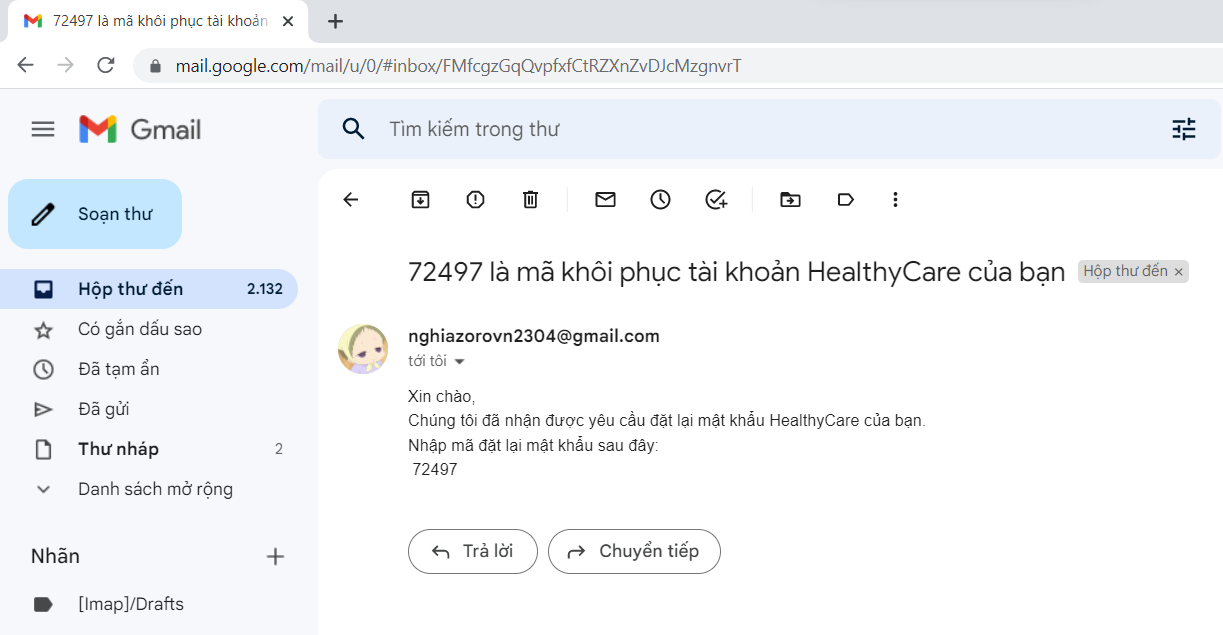 72497 là mã khôi phục tài khoản
mail.google.com/mail/u/0/#inbox/FMfcgzGqQvpfxfCtRZXnZvDJcMzgnvrT
Gmail
Tìm kiếm trong thư
Soạn thư
Hộp thư đến 2.132
Có gắn dấu sao
Đã tạm ẩn
Đã gửi
Thư nháp 2
Danh sách mở rộng
Nhãn
[Imap]/Drafts
72497 là mã khôi phục tài khoản HealthyCare của bạn Hộp thư đến ×
nghiazorovn2304@gmail.com
tới tôi
Xin chào,
Chúng tôi đã nhận được yêu cầu đặt lại mật khẩu HealthyCare của bạn.
Nhập mã đặt lại mật khẩu sau đây:
72497
Trả lời Chuyển tiếp